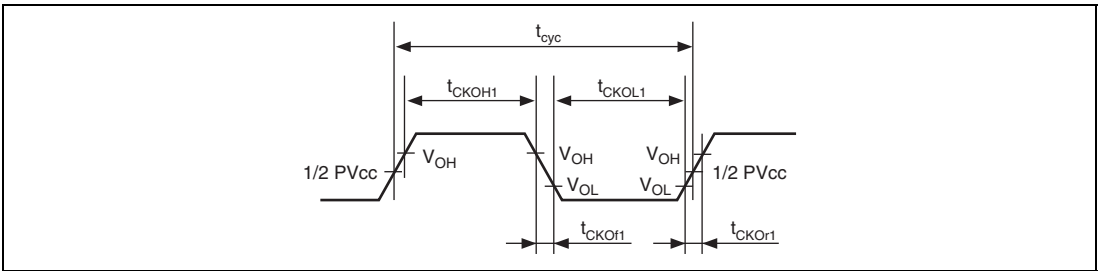 tcyc
tCKOH1 tCKOL1
VOH VOH VOH
1/2 PVcc 1/2 PVcc
VOL VOL
tCKOf1 tCKOr1